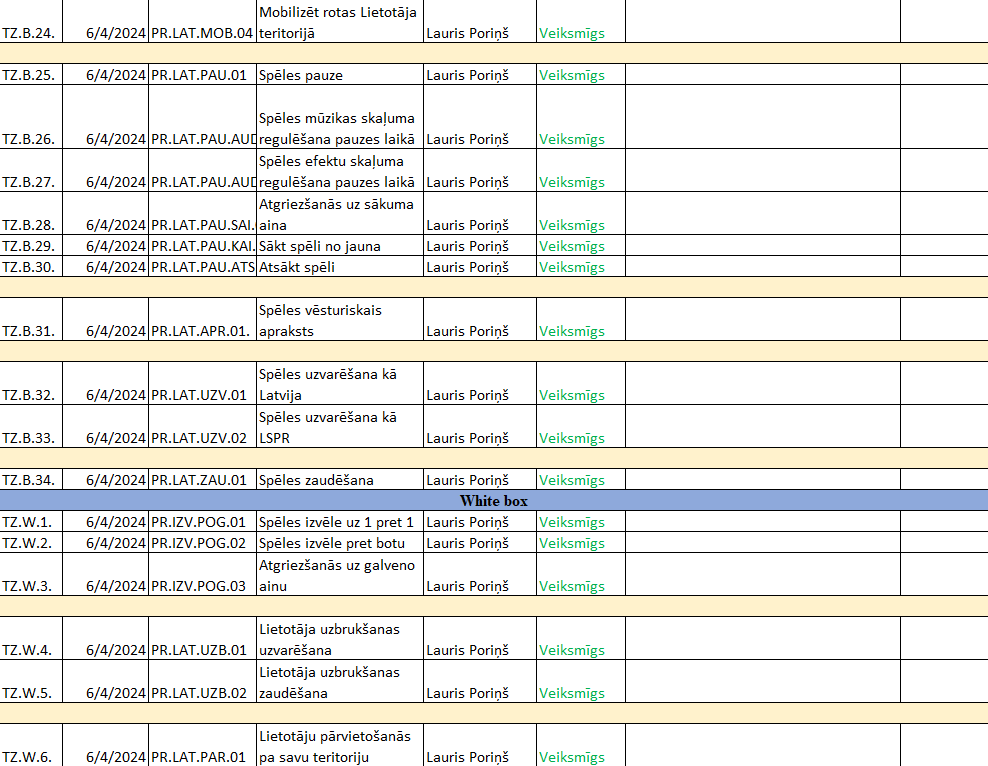 Mobilizēt rotas Lietotāja
TZ.B.24. 6/4/2024 PR.LAT.MOB.04 teritorijā Lauris Poriņš Veiksmīgs
TZ.B.25. 6/4/2024 PR.LAT.PAU.01 Spēles pauze Lauris Poriņš Veiksmīgs
Spēles mūzikas skaļuma
TZ.B.26. 6/4/2024 PR.LAT.PAU.AUD regulēšana pauzes laikā Lauris Poriņš Veiksmīgs
Spēles efektu skaļuma
TZ.B.27. 6/4/2024 PR.LAT.PAU.AUD regulēšana pauzes laikā Lauris Poriņš Veiksmīgs
Atgriezšanās uz sākuma
TZ.B.28. 6/4/2024 PR.LAT.PAU.SAI. aina Lauris Poriņš Veiksmīgs
TZ.B.29. 6/4/2024 PR.LAT.PAU.KAI. Sākt spēli no jauna Lauris Poriņš Veiksmīgs
TZ.B.30. 6/4/2024 PR.LAT.PAU.ATS Atsākt spēli Lauris Poriņš Veiksmīgs
Spēles vēsturiskais
TZ.B.31. 6/4/2024 PR.LAT.APR.01. apraksts Lauris Poriņš Veiksmīgs
Spēles uzvarēšana kā
TZ.B.32. 6/4/2024 PR.LAT.UZV.01 Latvija Lauris Poriņš Veiksmīgs
Spēles uzvarēšana kā
TZ.B.33. 6/4/2024 PR.LAT.UZV.02 LSPR Lauris Poriņš Veiksmīgs
TZ.B.34. 6/4/2024 PR.LAT.ZAU.01 Spēles zaudēšana Lauris Poriņš Veiksmīgs
White box
TZ.W.1. 6/4/2024 PR.IZV.POG.01 Spēles izvēle uz 1 pret 1 Lauris Poriņš Veiksmīgs
TZ.W.2. 6/4/2024 PR.IZV.POG.02 Spēles izvēle pret botu Lauris Poriņš Veiksmīgs
Atgriezšanās uz galveno
TZ.W.3. 6/4/2024 PR.IZV.POG.03 ainu Lauris Poriņš Veiksmīgs
Lietotāja uzbrukšanas
TZ.W.4. 6/4/2024 PR.LAT.UZB.01 uzvarēšana Lauris Poriņš Veiksmīgs
Lietotāja uzbrukšanas
TZ.W.5. 6/4/2024 PR.LAT.UZB.02 zaudēšana Lauris Poriņš Veiksmīgs
Lietotāju pārvietošanās
TZ.W.6. 6/4/2024 PR.LAT.PAR.01 pa savu teritoriju Lauris Poriņš Veiksmīgs